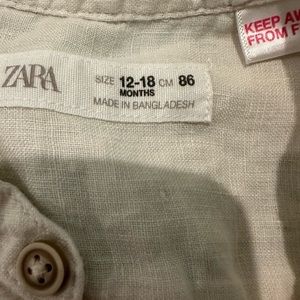 ZARA
SIZE 12-18 CM 86
MONTHS
MADE IN BANGLADESH
KEEP AW
FROM F